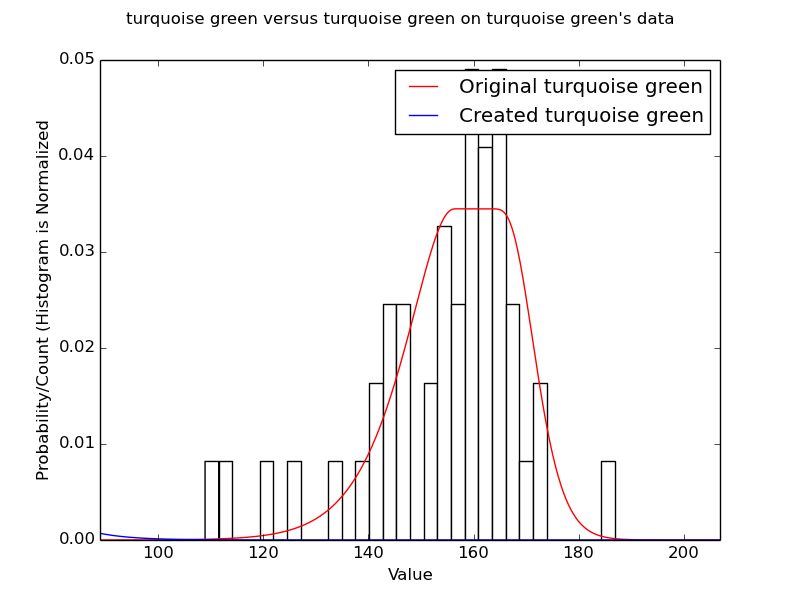 turquoise green versus turquoise green on turquoise green's data
0.05
0.04
0.03
0.02
0.01
0.00
Probability/Count (Histogram is Normalized
Original turquoise green
Created turquoise green
100 120 140 160 180 200
Value